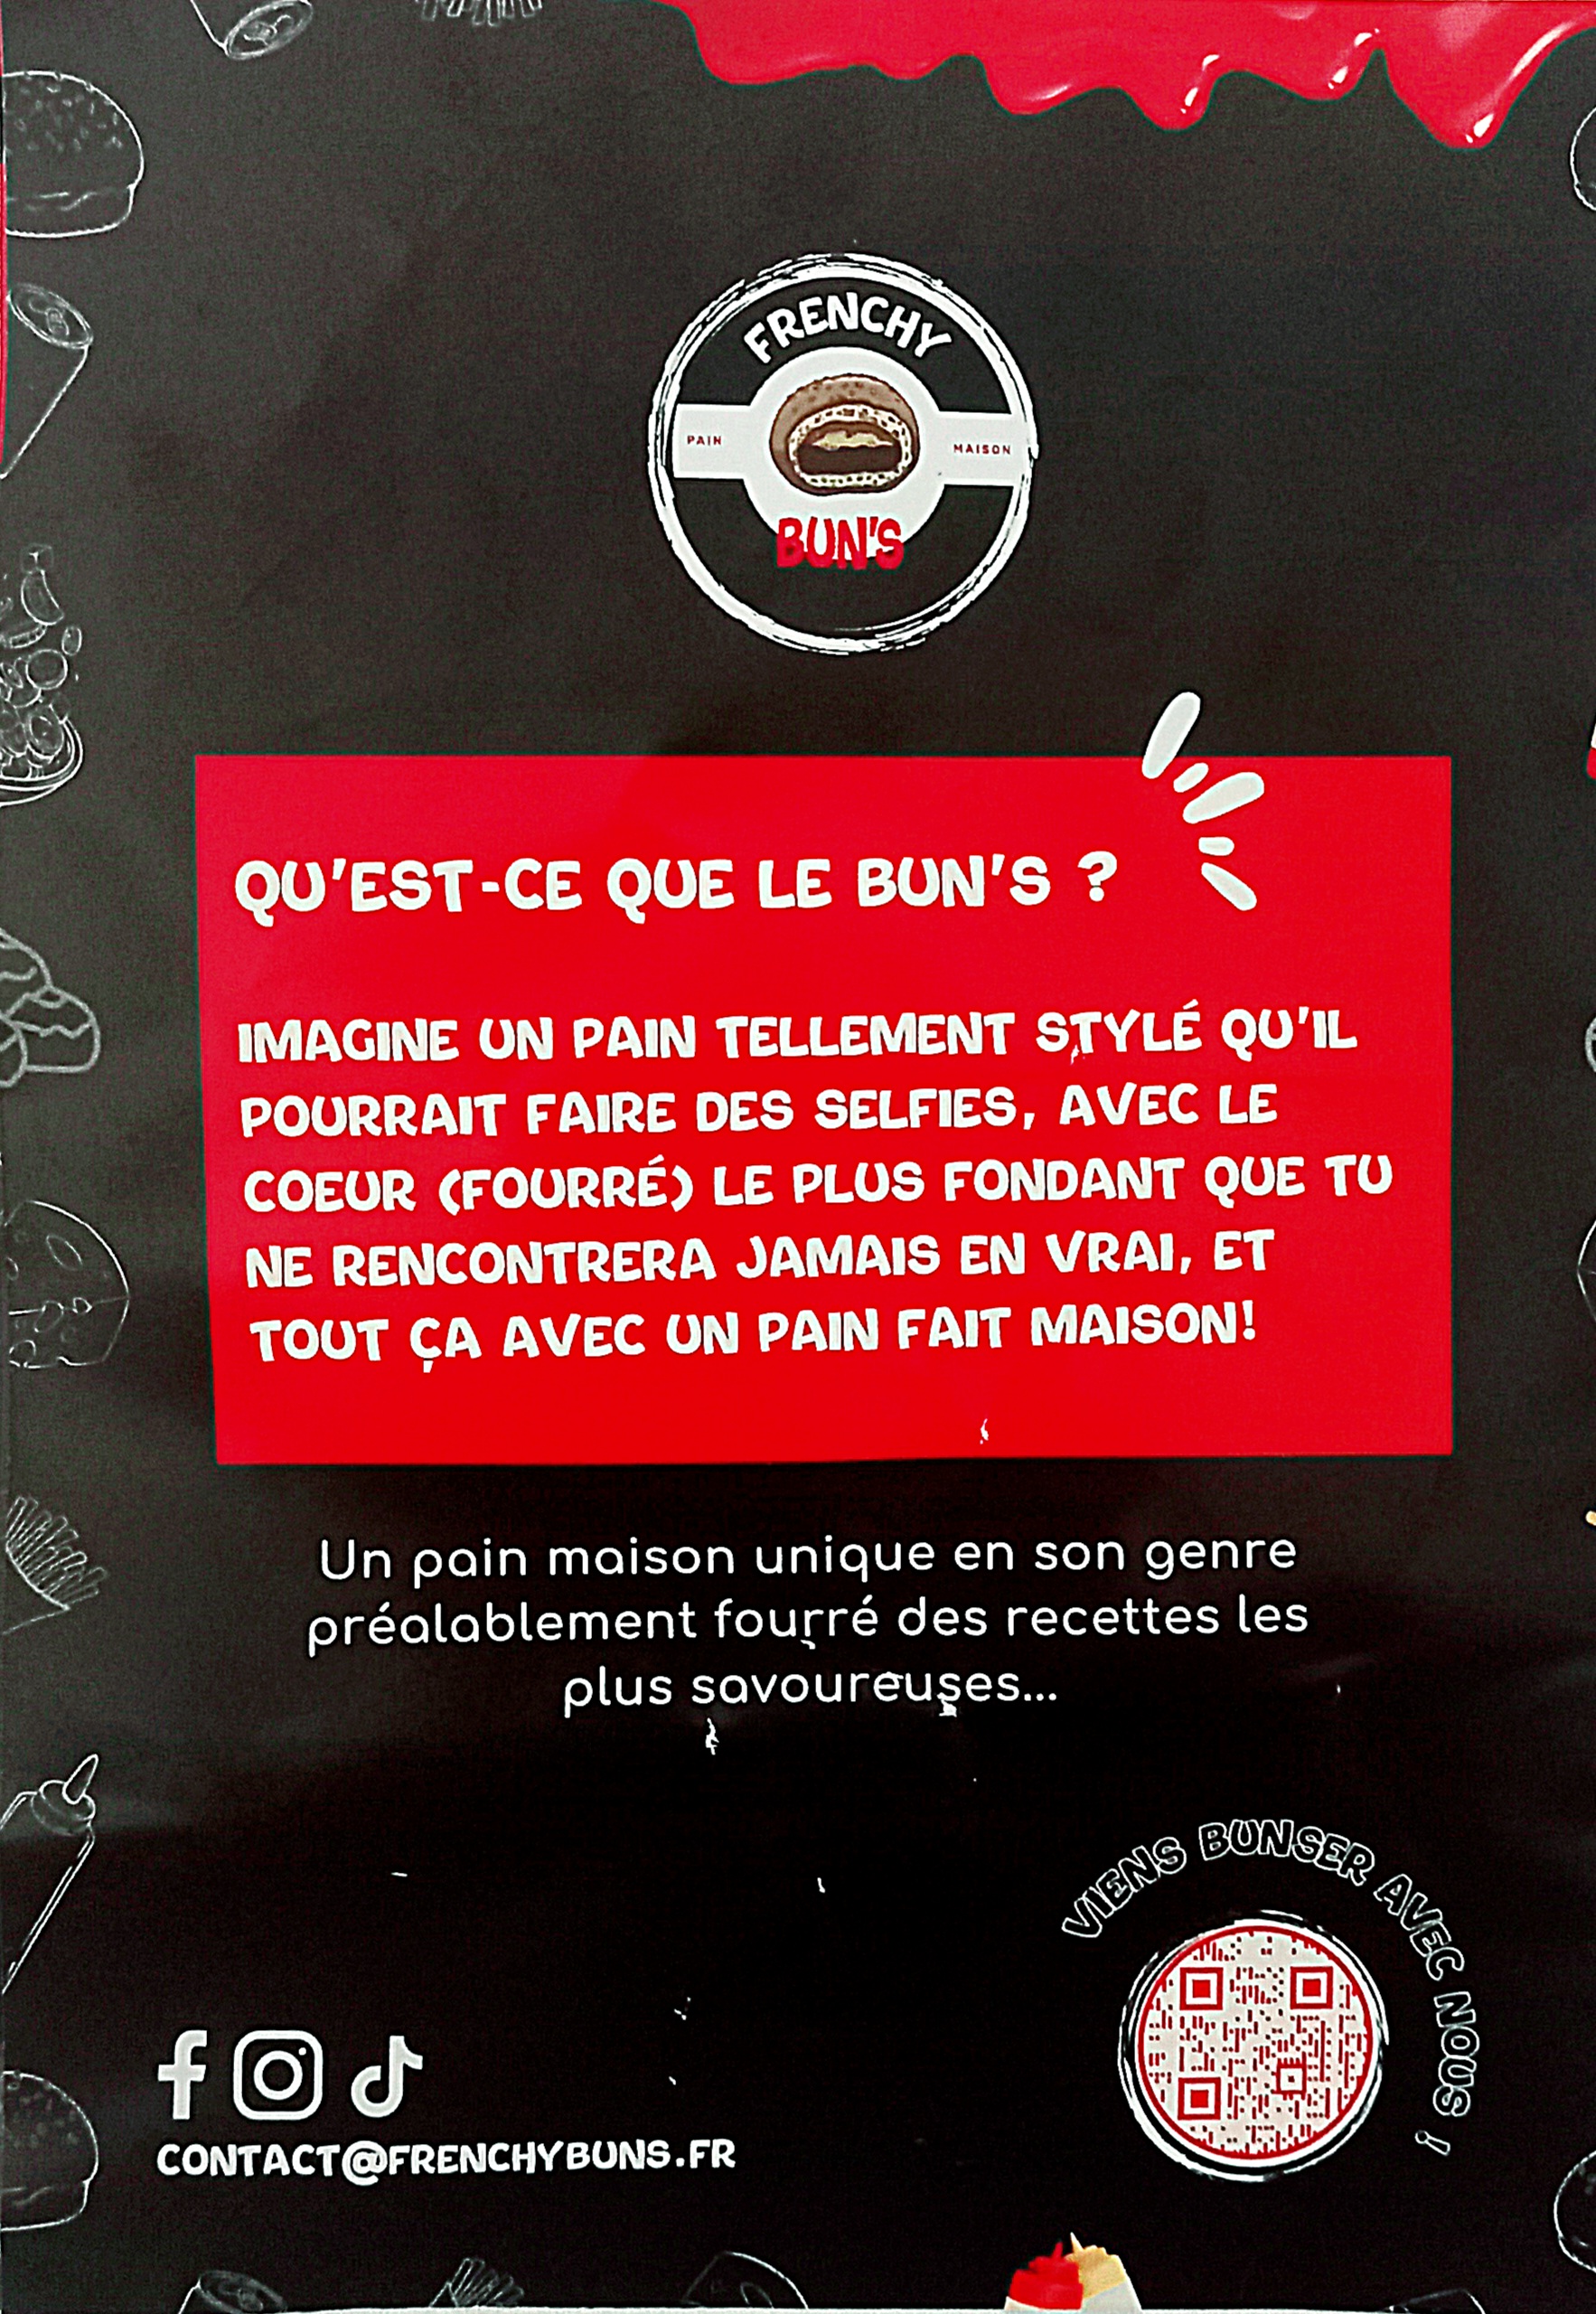 FRENCHY
PAIN
MAISON
BUN'S
QU'EST-CE QUE LE BUN'S ?
IMAGINE UN PAIN TELLEMENT STYLÉ QU'IL
POURRAIT FAIRE DES SELFIES, AVEC LE
COEUR (FOURRÉ) LE PLUS FONDANT QUE TU
NE RENCONTRERA JAMAIS EN VRAI, ET
TOUT ÇA AVEC UN PAIN FAIT MAISON!
Un pain maison unique en son genre
préalablement fourré des recettes les
plus savoureuses...
VIENS BUNSER AVEC NOUS !
CONTACT@FRENCHYBUNS.FR